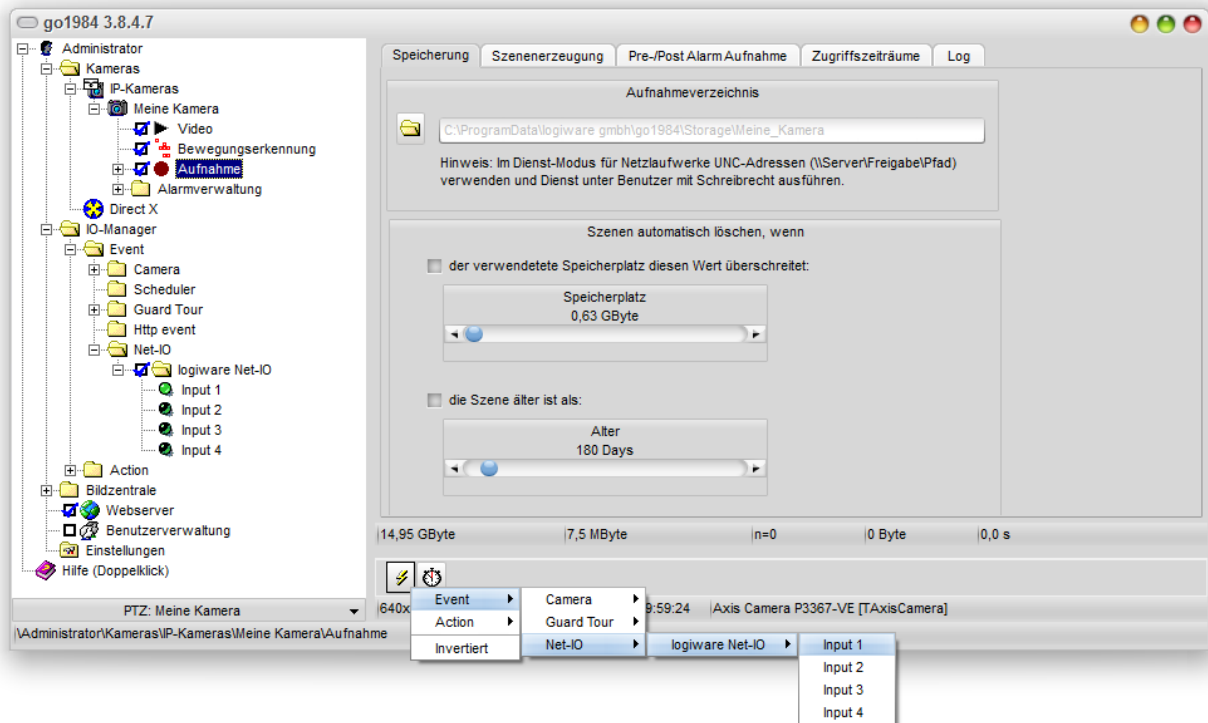 go1984 3.8.4.7
Administrator
Kameras
IP-Kameras
Meine Kamera
Video
Bewegungserkennung
Aufnahme
Alarmverwaltung
Direct X
IO-Manager
Event
Camera
Scheduler
Guard Tour
Http event
Net-IO
logiware Net-IO
Input 1
Input 2
Input 3
Input 4
Action
Bildzentrale
Webserver
Benutzerverwaltung
Einstellungen
Hilfe (Doppelklick)
PTZ: Meine Kamera
\Administrator\Kameras\IP-Kameras\Meine Kamera\Aufnahme
Speicherung Szenenerzeugung Pre-/Post Alarm Aufnahme Zugriffszeiträume Log
Aufnahmeverzeichnis
C:\ProgramData\logiware gmbh\go1984\Storage\Meine_Kamera
Hinweis: Im Dienst-Modus für Netzlaufwerke UNC-Adressen (\\Server\Freigabe\Pfad)
verwenden und Dienst unter Benutzer mit Schreibrecht ausführen.
Szenen automatisch löschen, wenn
der verwendetete Speicherplatz diesen Wert überschreitet:
Speicherplatz
0,63 GByte
die Szene älter ist als:
Alter
180 Days
14,95 GByte 7,5 MByte n=0 0 Byte 0,0 s
640x 9:59:24 Axis Camera P3367-VE [TAxisCamera]
Event
Action
Invertiert
Camera
Guard Tour
Net-IO
logiware Net-IO
Input 1
Input 2
Input 3
Input 4